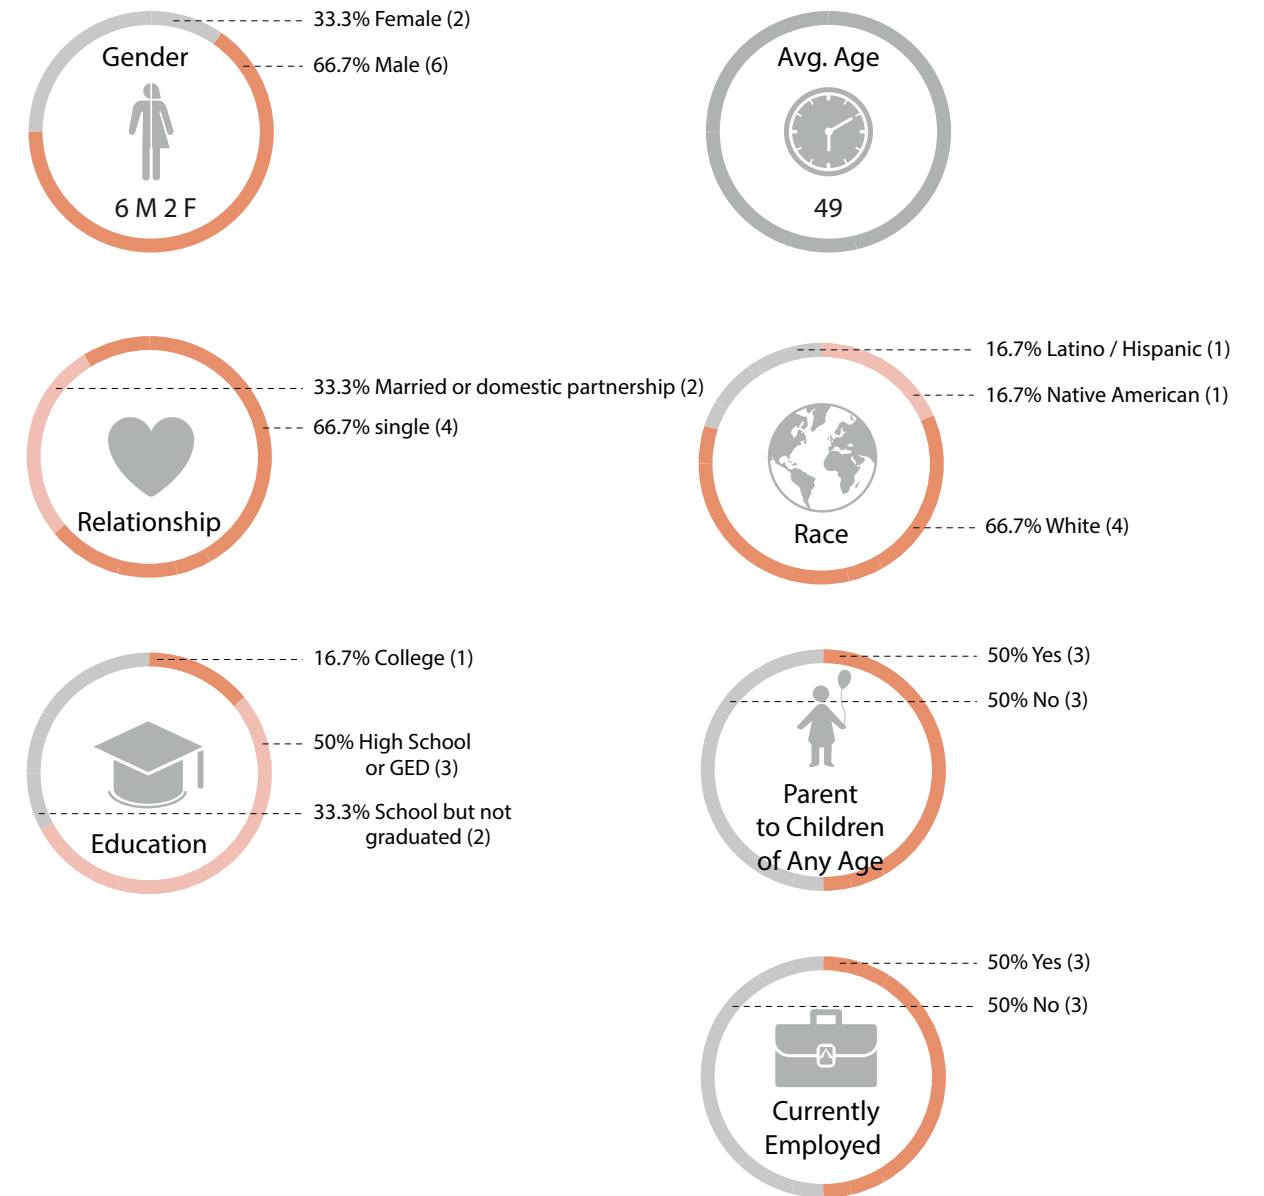 33.3% Female (2)
Gender
66.7% Male (6)
6 M 2 F
Avg. Age
49
33.3% Married or domestic partnership (2)
66.7% single (4)
Relationship
16.7% Latino / Hispanic (1)
16.7% Native American (1)
66.7% White (4)
Race
16.7% College (1)
50% High School
or GED (3)
33.3% School but not
graduated (2)
Education
50% Yes (3)
50% No (3)
Parent
to Children
of Any Age
50% Yes (3)
50% No (3)
Currently
Employed